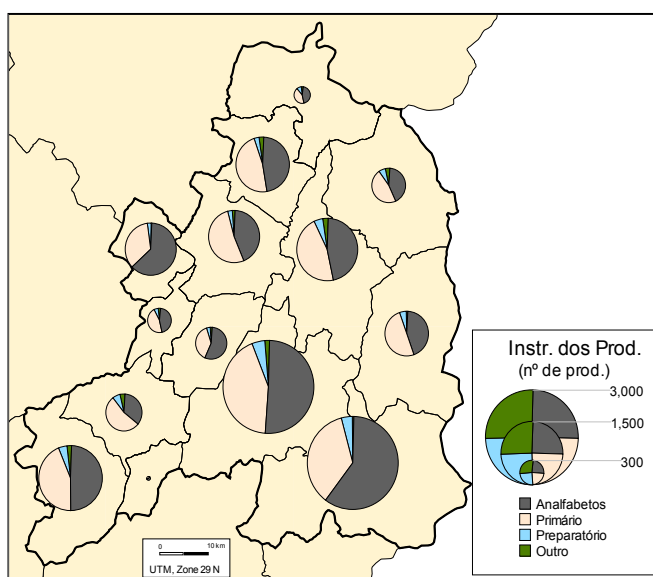 Instr. dos Prod.
(nº de prod.)
3,000
1,500
300
Analfabetos
Primário
Preparatório
Outro
0 10 km
UTM, Zone 29 N